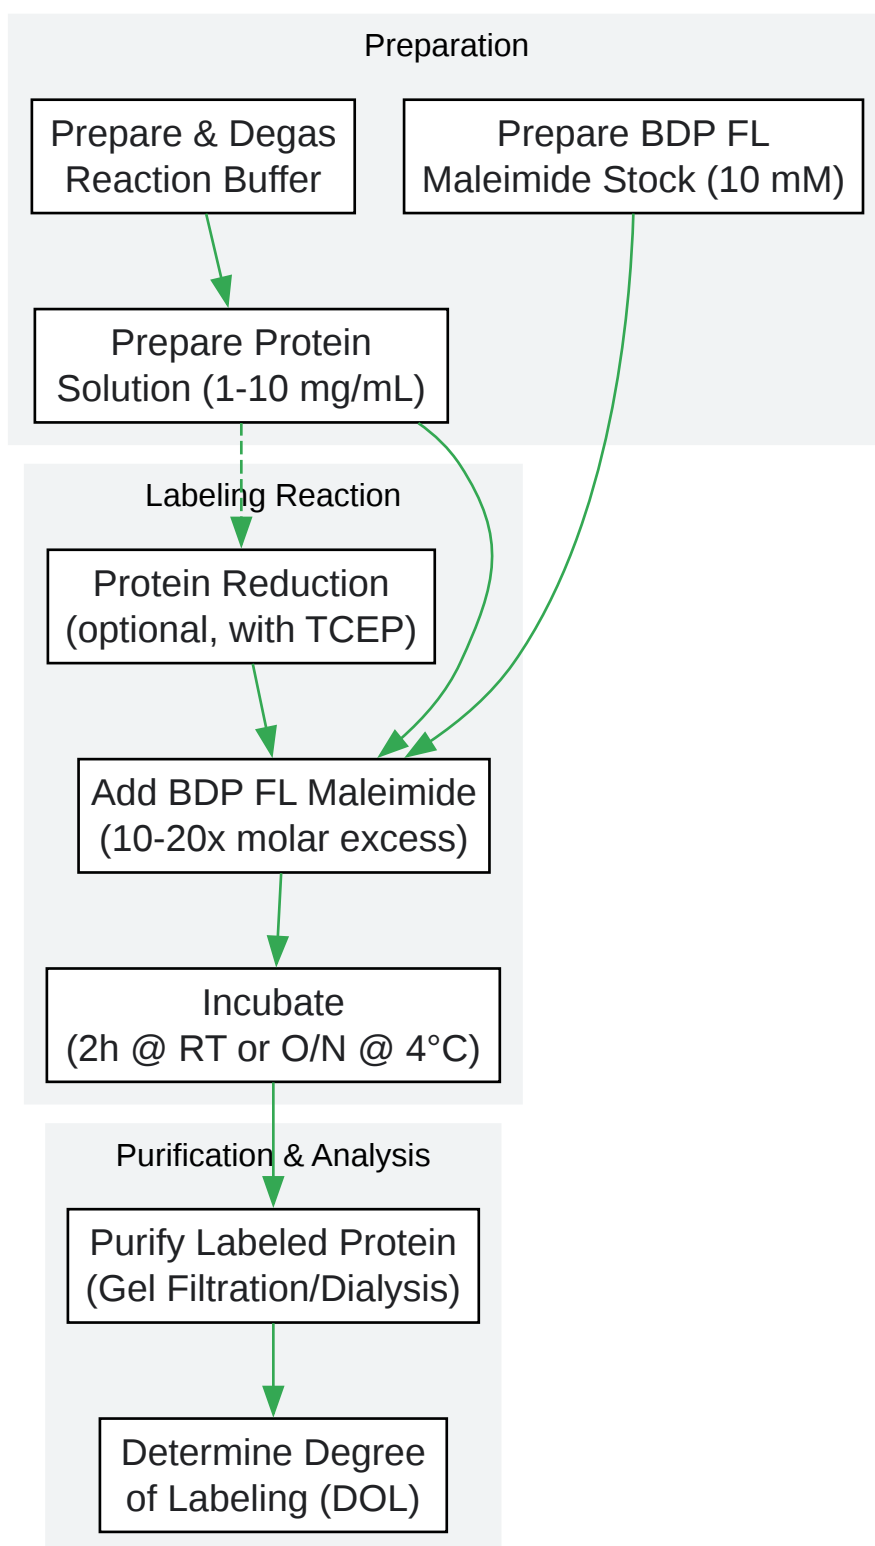 Preparation
Prepare & Degas
Reaction Buffer
Prepare BDP FL
Maleimide Stock (10 mM)
Prepare Protein
Solution (1-10 mg/mL)
Labeling Reaction
Protein Reduction
(optional, with TCEP)
Add BDP FL Maleimide
(10-20x molar excess)
Incubate
(2h @ RT or O/N @ 4°C)
Purification & Analysis
Purify Labeled Protein
(Gel Filtration/Dialysis)
Determine Degree
of Labeling (DOL)